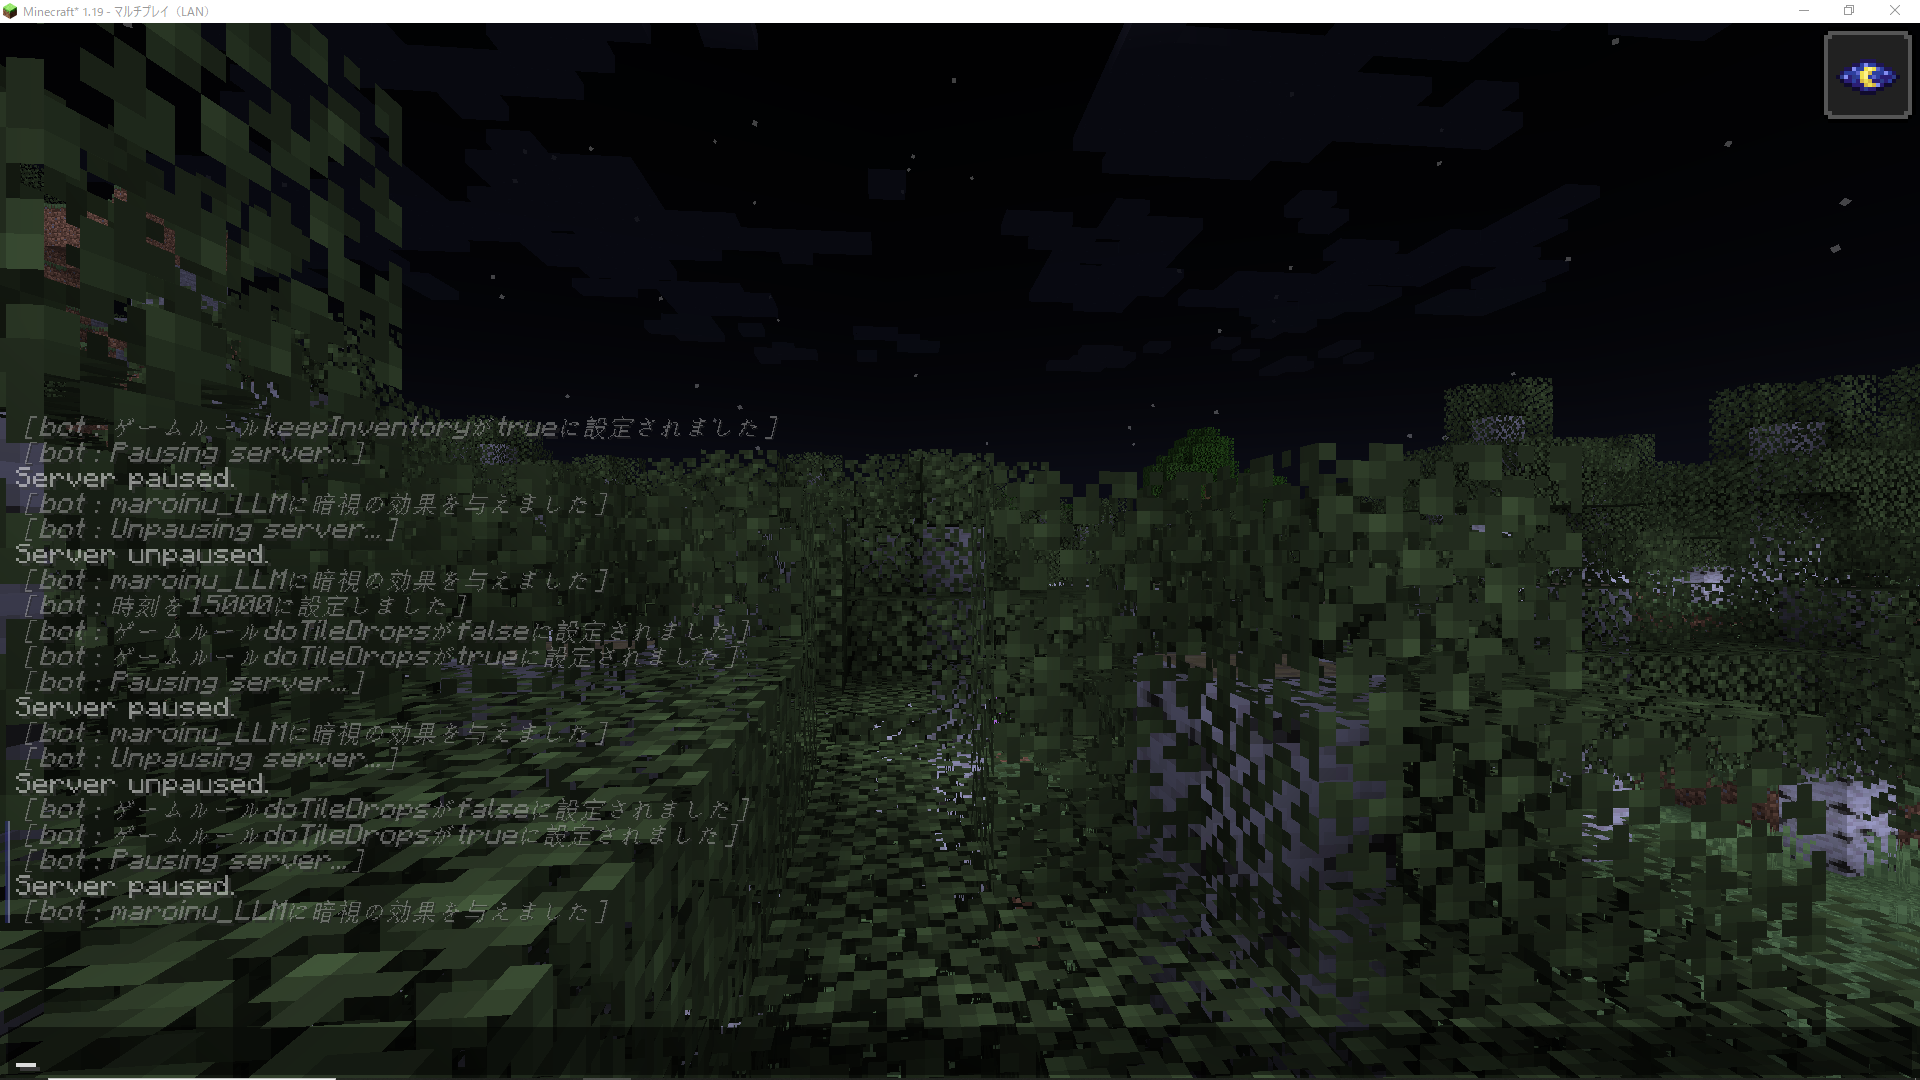 Minecraft* 1.19 - マルチプレイ (LAN)
[bot: ゲームルールkeepInventoryがtrueに設定されました]
[bot: Pausing server...]
Server paused.
[bot: maroinu_LLMに暗視の効果を与えました]
[bot: Unpausing server...]
Server unpaused.
[bot: maroinu_LLMに暗視の効果を与えました]
[bot: 時刻を15000に設定しました]
[bot: ゲームルールdoTileDropsがfalseに設定されました]
[bot: ゲームルールdoTileDropsがtrueに設定されました]
[bot: Pausing server...]
Server paused.
[bot: maroinu_LLMに暗視の効果を与えました]
[bot: Unpausing server...]
Server unpaused.
[bot: ゲームルールdoTileDropsがfalseに設定されました]
[bot: ゲームルールdoTileDropsがtrueに設定されました]
[bot: Pausing server...]
Server paused.
[bot: maroinu_LLMに暗視の効果を与えました]